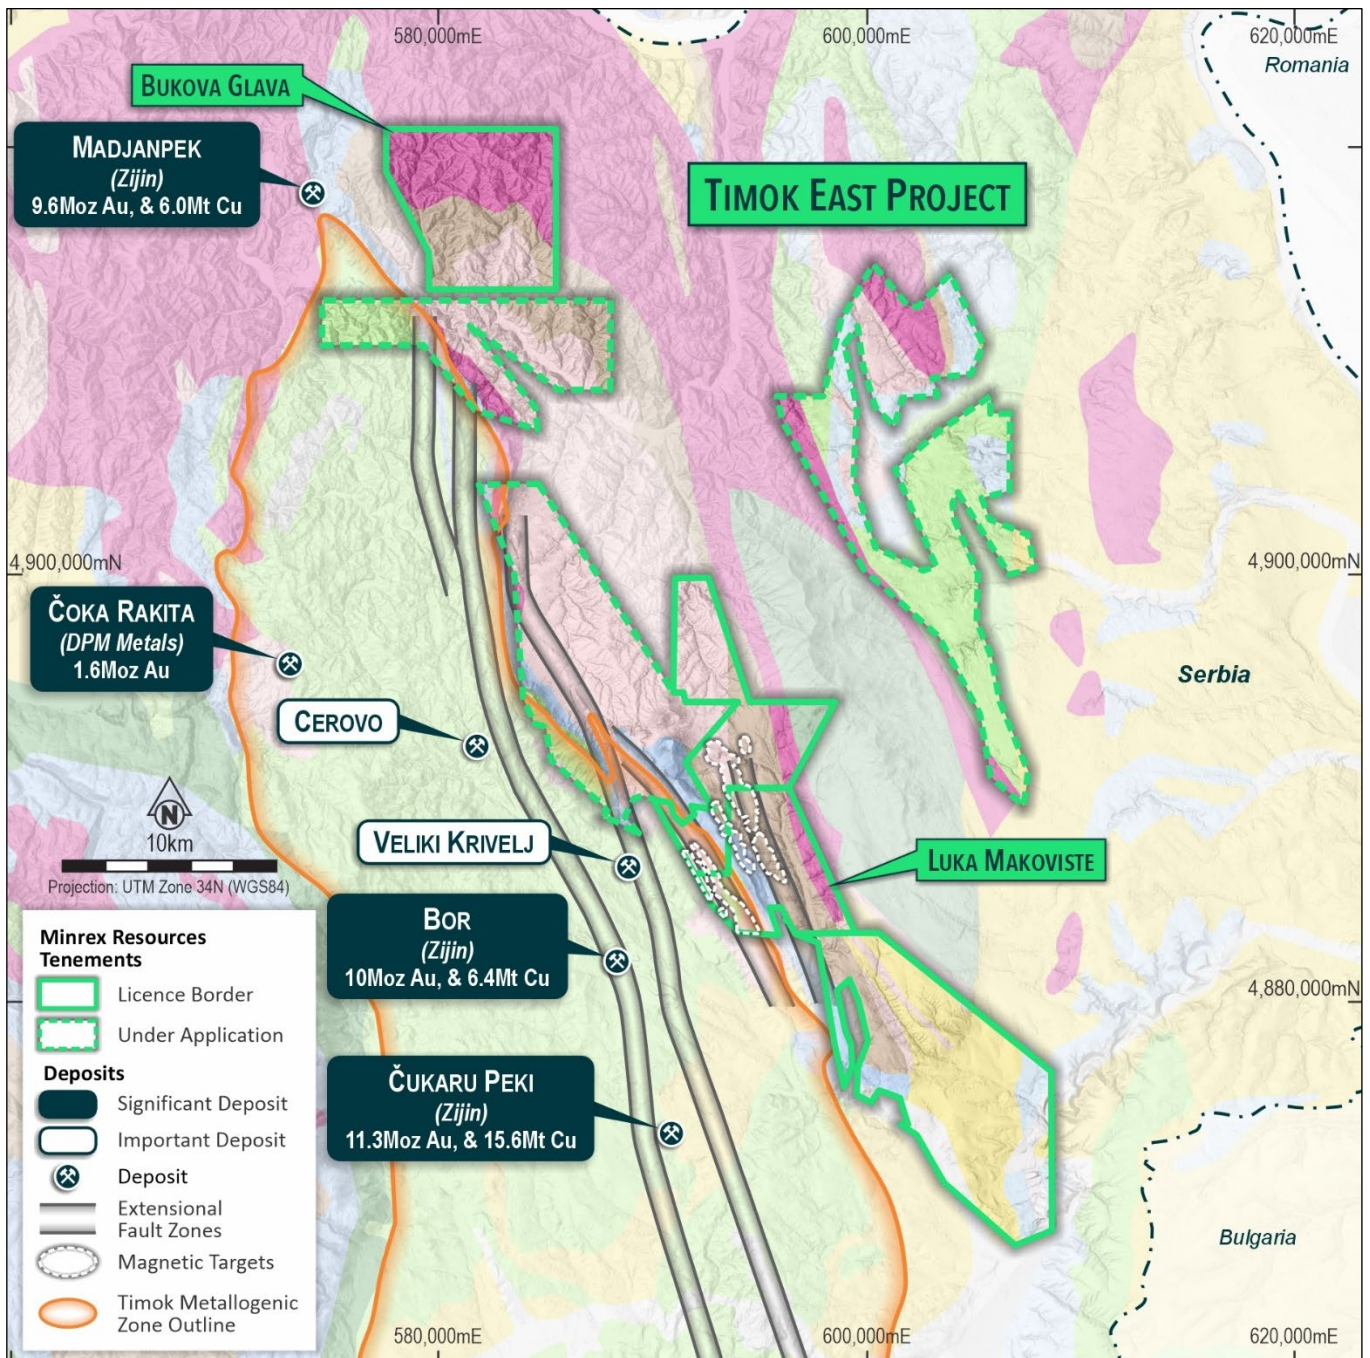 580,000mE
600,000mE
620,000mE
Romania
BUKOVA GLAVA
MADJANPEK
(Zijin)
9.6Moz Au, & 6.0Mt Cu
TIMOK EAST PROJECT
4,900,000mN
4,900,000mN
ČOKA RAKITA
(DPM Metals)
1.6Moz Au
Serbia
CEROVO
N
10km
Projection: UTM Zone 34N (WGS84)
VELIKI KRIVELJ
LUKA MAKOVISTE
BOR
(Zijin)
10Moz Au, & 6.4Mt Cu
4,880,000mN
ČUKARU PEKI
(Zijin)
11.3Moz Au, & 15.6Mt Cu
Minrex Resources
Tenements
Licence Border
Under Application
Deposits
Significant Deposit
Important Deposit
Deposit
Extensional
Fault Zones
Magnetic Targets
Timok Metallogenic
Zone Outline
Bulgaria
580,000mE
600,000mE
620,000mE